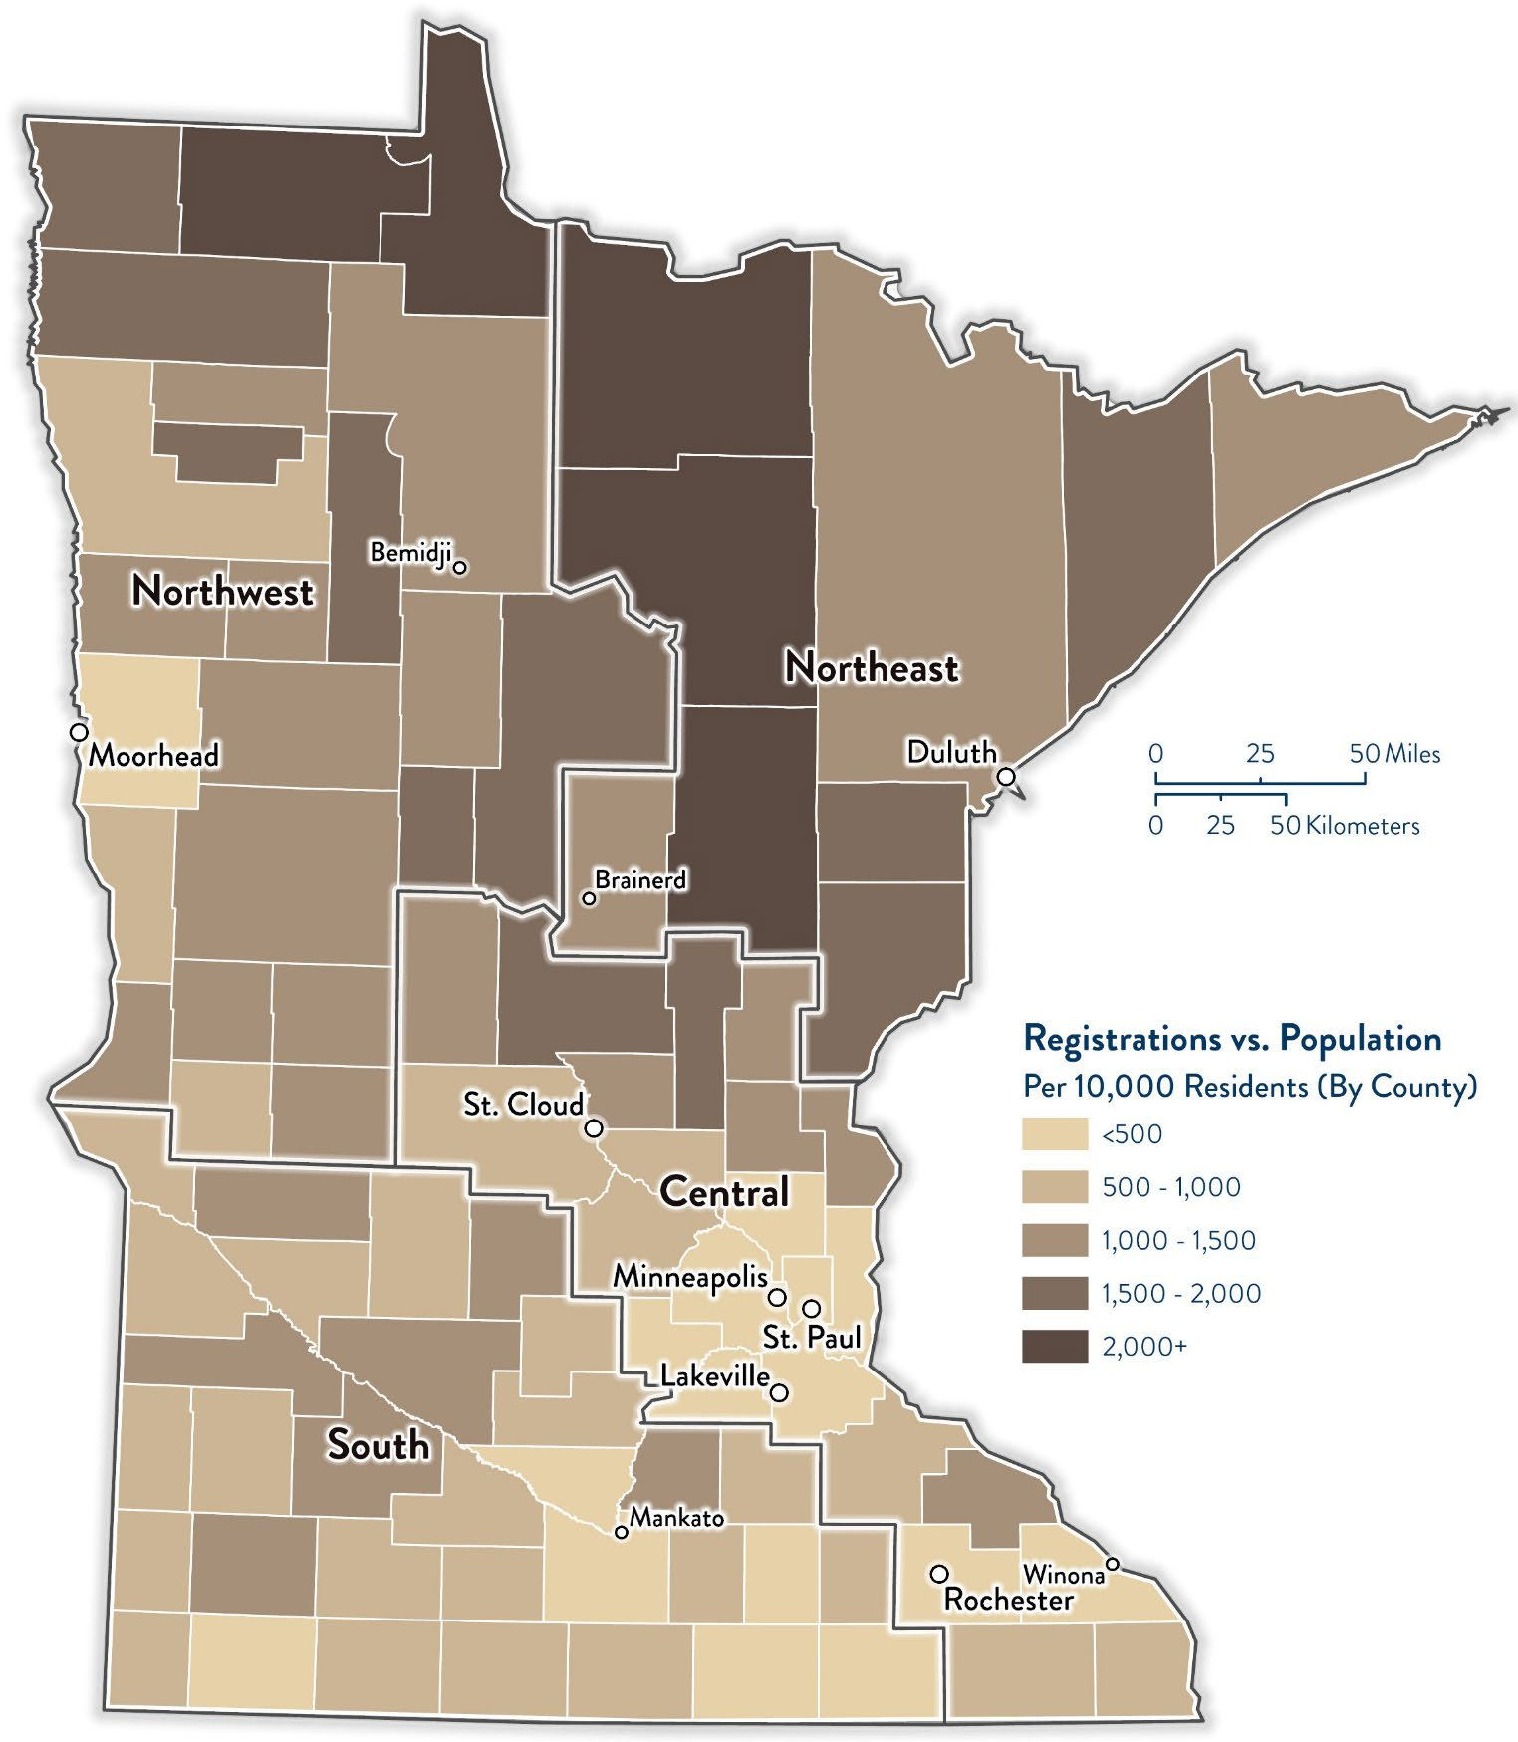 Bemidji
Northwest
Northeast
Moorhead
Duluth
0 25 50 Miles
0 25 50 Kilometers
Brainerd
Registrations vs. Population
Per 10,000 Residents (By County)
<500
500 - 1,000
1,000 - 1,500
1,500 - 2,000
2,000+
St. Cloud
Central
Minneapolis
St. Paul
Lakeville
South
Mankato
Winona
Rochester